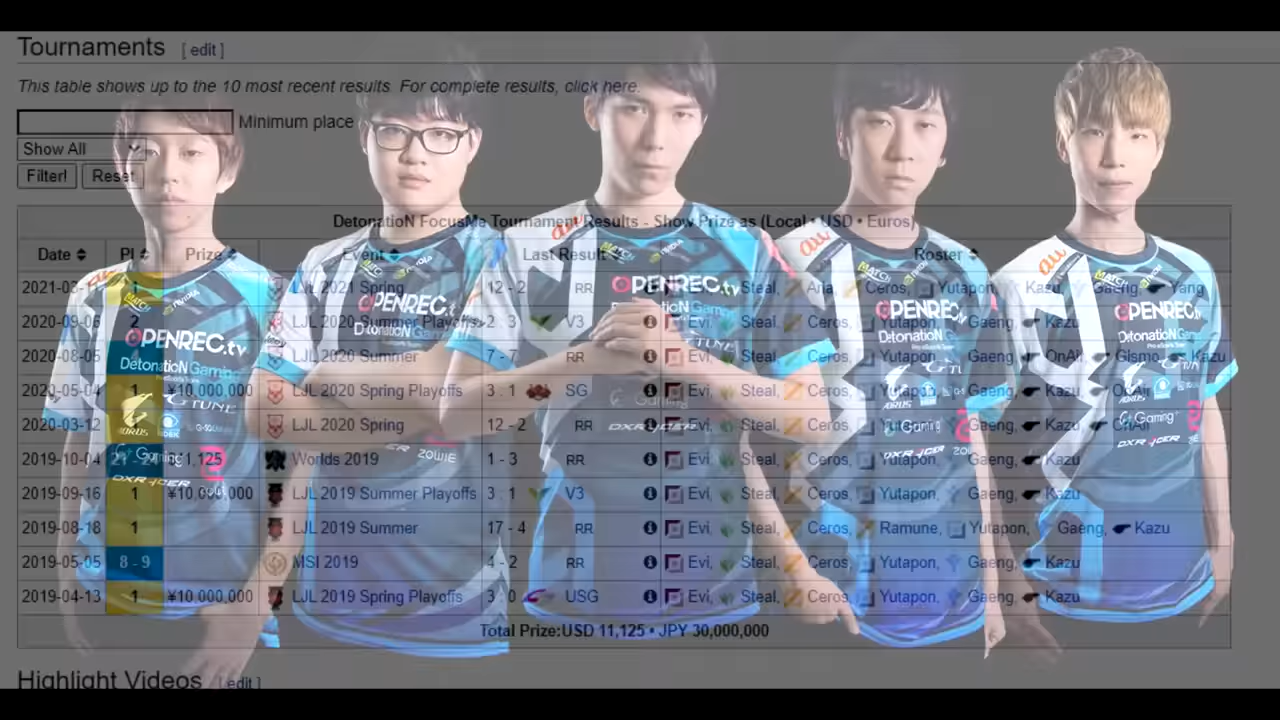 Tournaments [ edit ]
This table shows up to the 10 most recent results. For complete results, click here.
Minimum place
Show All
Filter! Reset
DetonatioN FocusMe Tournament Results - Show Prize as (Local • USD • Euros)
Date Pl Prize Event Last Result Roster
1 LJL 2021 Spring 12 - 2 RR Steal, Aria, Ceros, Yutapon, Kazu, Gaeng, Yang
2020-09-06 2 LJL 2020 Summer Playoffs 2 - 3 V3 Evi, Steal, Ceros, Yutapon, Gaeng, Kazu
2020-08-05 4 LJL 2020 Summer 7 - 7 RR Evi, Steal, Ceros, Yutapon, Gaeng, OnAir, Gismo, Kazu
2020-05-04 1 ¥10,000,000 LJL 2020 Spring Playoffs 3 : 1 SG Evi, Steal, Ceros, Yutapon, Gaeng, Kazu, OnAir
2020-03-12 LJL 2020 Spring 12 - 2 RR Evi, Steal, Ceros, Yutapon, Gaeng, Kazu, OnAir
2019-10-04 21 - 24 Worlds 2019 1 - 3 RR Evi, Steal, Ceros, Yutapon, Gaeng, Kazu
2019-09-16 1 ¥10,000,000 LJL 2019 Summer Playoffs 3 : 1 V3 Evi, Steal, Ceros, Yutapon, Gaeng, Kazu
2019-08-18 1 LJL 2019 Summer 17 - 4 RR Evi, Steal, Ceros, Ramune, Yutapon, Gaeng, Kazu
2019-05-05 8 - 9 MSI 2019 4 - 2 RR Evi, Steal, Ceros, Yutapon, Gaeng, Kazu
2019-04-13 1 ¥10,000,000 LJL 2019 Spring Playoffs 3 : 0 USG Evi, Steal, Ceros, Yutapon, Gaeng, Kazu
Total Prize:USD 11,125 • JPY 30,000,000
Highlight Videos [ edit ]
au
MATCH
NVIDIA
OPENREC.tv
DetonatioN Gaming
GTUNE
AORUS
DXRACER
ZOWIE